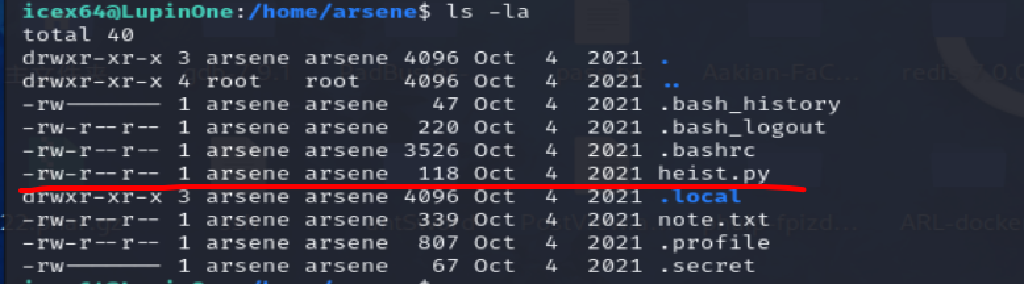 icex64@LupinOne:/home/arsene$ ls -la
total 40
drwxr-xr-x 3 arsene arsene 4096 Oct  4  2021 .
drwxr-xr-x 4 root   root   4096 Oct  4  2021 ..
-rw------- 1 arsene arsene   47 Oct  4  2021 .bash_history
-rw-r--r-- 1 arsene arsene  220 Oct  4  2021 .bash_logout
-rw-r--r-- 1 arsene arsene 3526 Oct  4  2021 .bashrc
-rw-r--r-- 1 arsene arsene  118 Oct  4  2021 heist.py
drwxr-xr-x 3 arsene arsene 4096 Oct  4  2021 .local
-rw-r--r-- 1 arsene arsene  339 Oct  4  2021 note.txt
-rw-r--r-- 1 arsene arsene  807 Oct  4  2021 .profile
-rw------- 1 arsene arsene   67 Oct  4  2021 .secret